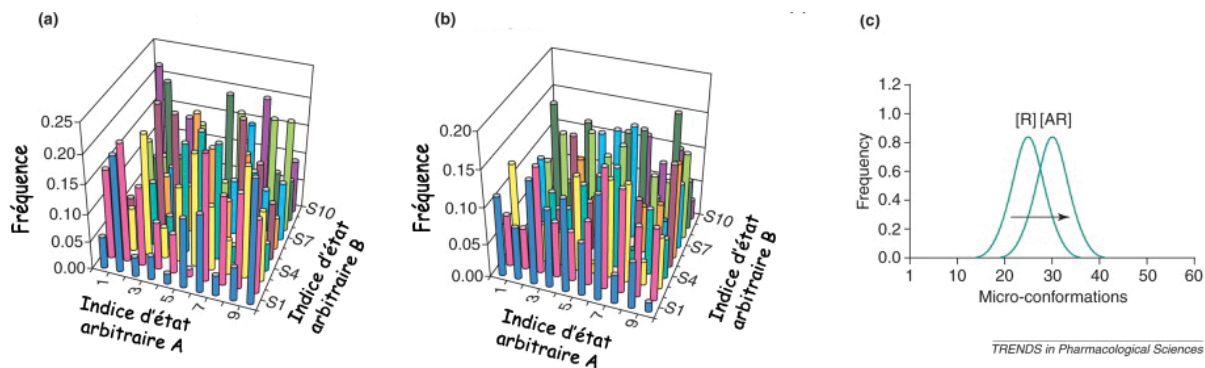 (a)
Fréquence
0.25
0.20
0.15
0.10
0.05
0.00
1
3
5
7
9
Indice d'état
arbitraire A
S10
S7
S4
S1
Indice d'état
arbitraire B
(b)
Fréquence
0.20
0.15
0.10
0.05
0.00
1
3
5
7
9
Indice d'état
arbitraire A
S10
S7
S4
S1
Indice d'état
arbitraire B
(c)
Frequency
1.2
1.0
0.8
0.6
0.4
0.2
0.0
[R] [AR]
1 10 20 30 40 50 60
Micro-conformations
TRENDS in Pharmacological Sciences